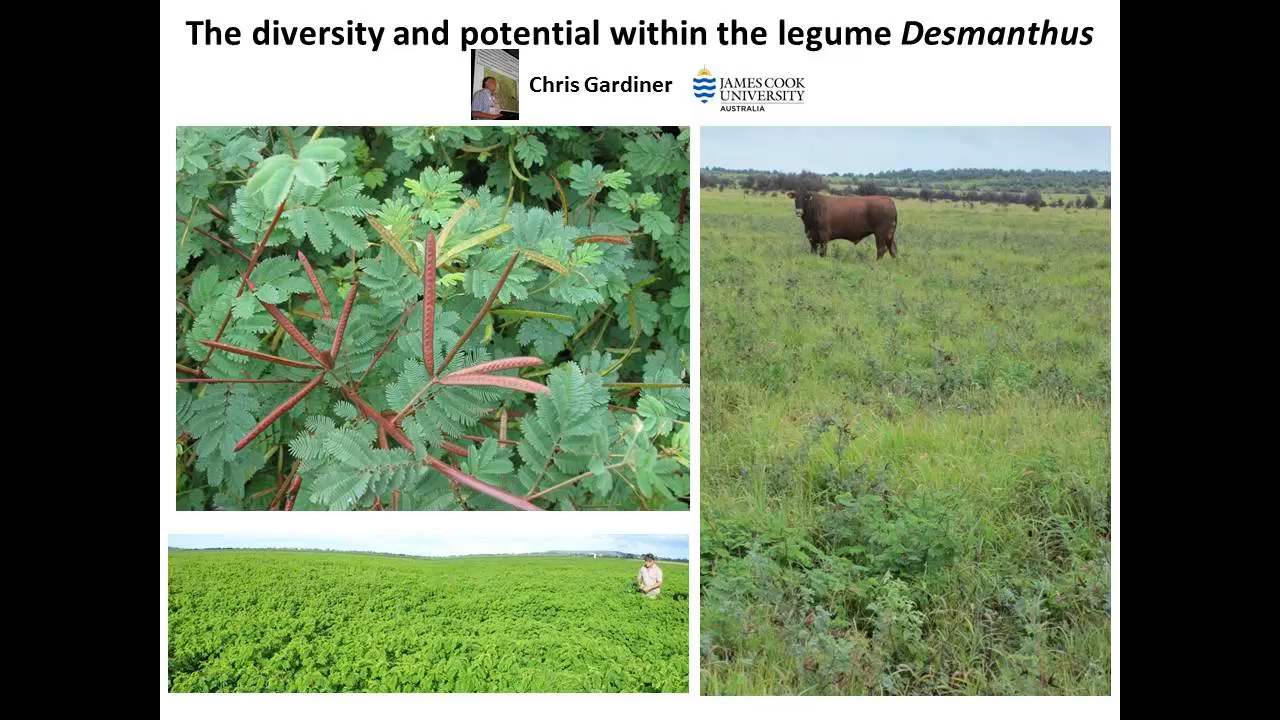 The diversity and potential within the legume Desmanthus
Chris Gardiner
JAMES COOK
UNIVERSITY
AUSTRALIA